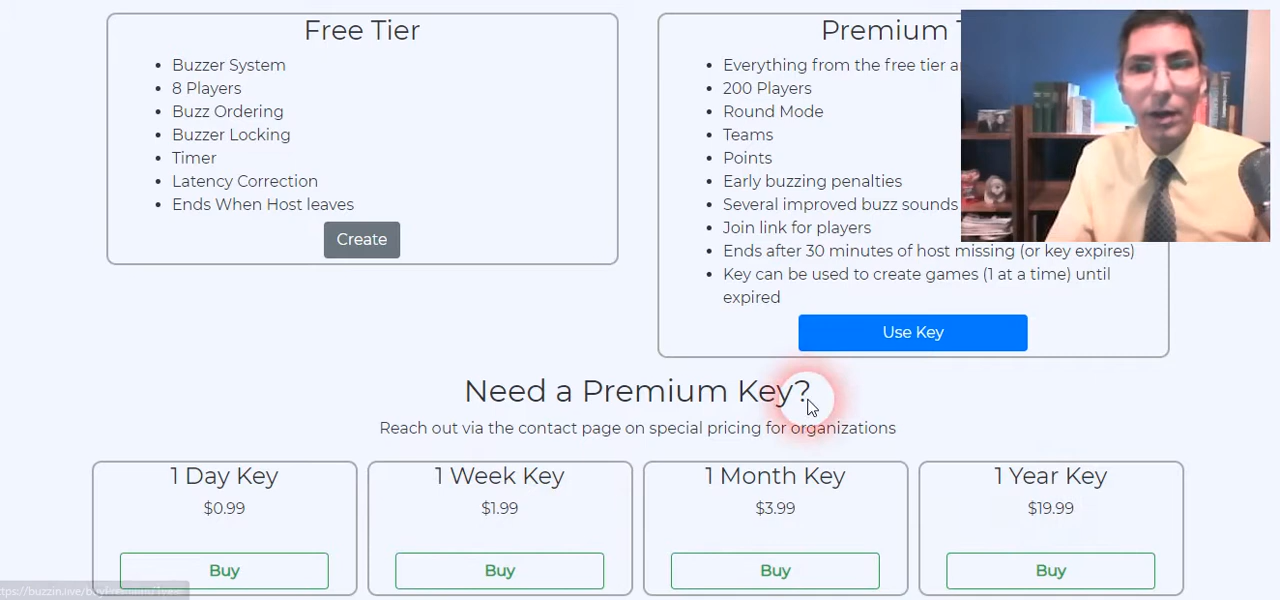 Free Tier
Buzzer System
8 Players
Buzz Ordering
Buzzer Locking
Timer
Latency Correction
Ends When Host leaves
Create
Premium
Everything from the free tier
200 Players
Round Mode
Teams
Points
Early buzzing penalties
Several improved buzz sounds
Join link for players
Ends after 30 minutes of host missing (or key expires)
Key can be used to create games (1 at a time) until
expired
Use Key
Need a Premium Key?
Reach out via the contact page on special pricing for organizations
1 Day Key
$0.99
Buy
1 Week Key
$1.99
Buy
1 Month Key
$3.99
Buy
1 Year Key
$19.99
Buy